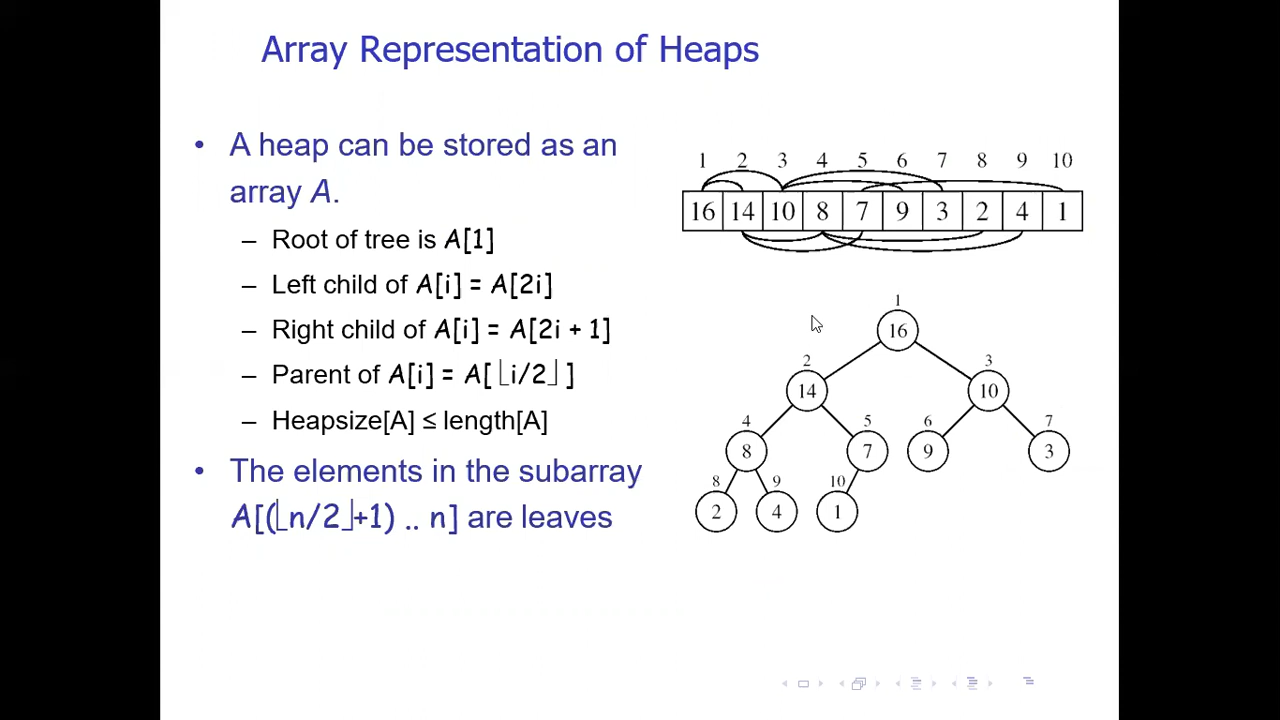 Array Representation of Heaps
• A heap can be stored as an
array A.
– Root of tree is A[1]
– Left child of A[i] = A[2i]
– Right child of A[i] = A[2i + 1]
– Parent of A[i] = A[ ⌊i/2⌋ ]
– Heapsize[A] ≤ length[A]
• The elements in the subarray
A[(⌊n/2⌋+1) .. n] are leaves
1 2 3 4 5 6 7 8 9 10
16 14 10 8 7 9 3 2 4 1
1
16
2 3
14 10
4 5 6 7
8 7 9 3
8 9 10
2 4 1